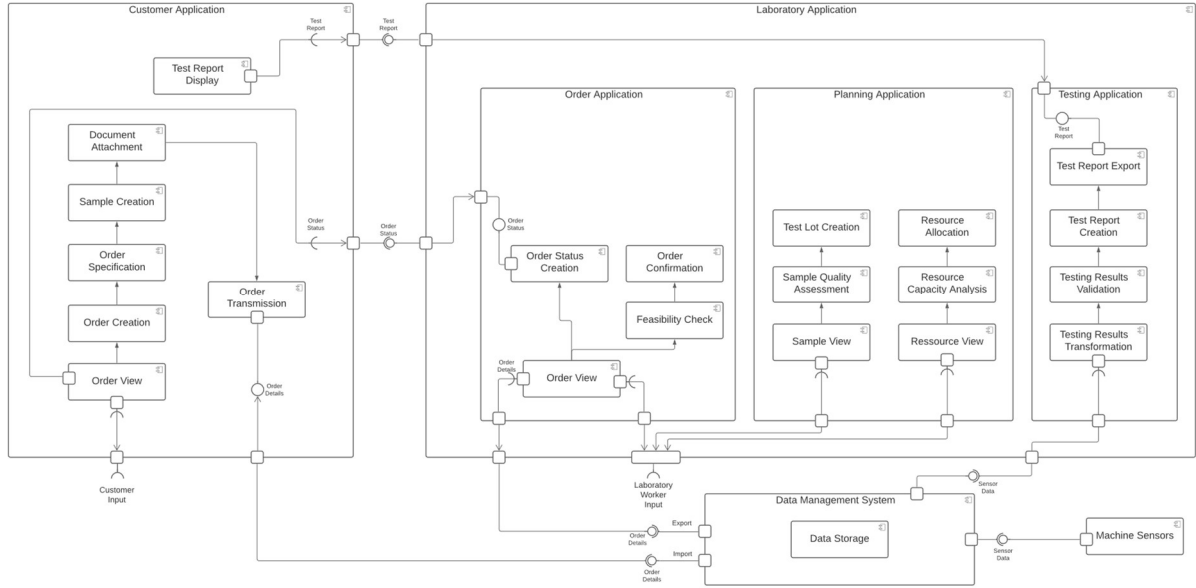 Customer Application
Laboratory Application
Test
Report
Test
Report
Test Report
Display
Order Application
Planning Application
Testing Application
Test
Report
Document
Attachment
Test Report Export
Sample Creation
Order
Status
Order
Status
Order
Status
Test Lot Creation
Resource
Allocation
Test Report
Creation
Order
Specification
Order Status
Creation
Order
Confirmation
Sample Quality
Assessment
Resource
Capacity Analysis
Testing Results
Validation
Order
Transmission
Order Creation
Feasibility Check
Sample View
Ressource View
Testing Results
Transformation
Order View
Order
Details
Order
Details
Order View
Customer
Input
Laboratory
Worker
Input
Sensor
Data
Data Management System
Export
Order
Details
Data Storage
Machine Sensors
Sensor
Data
Import
Order
Details